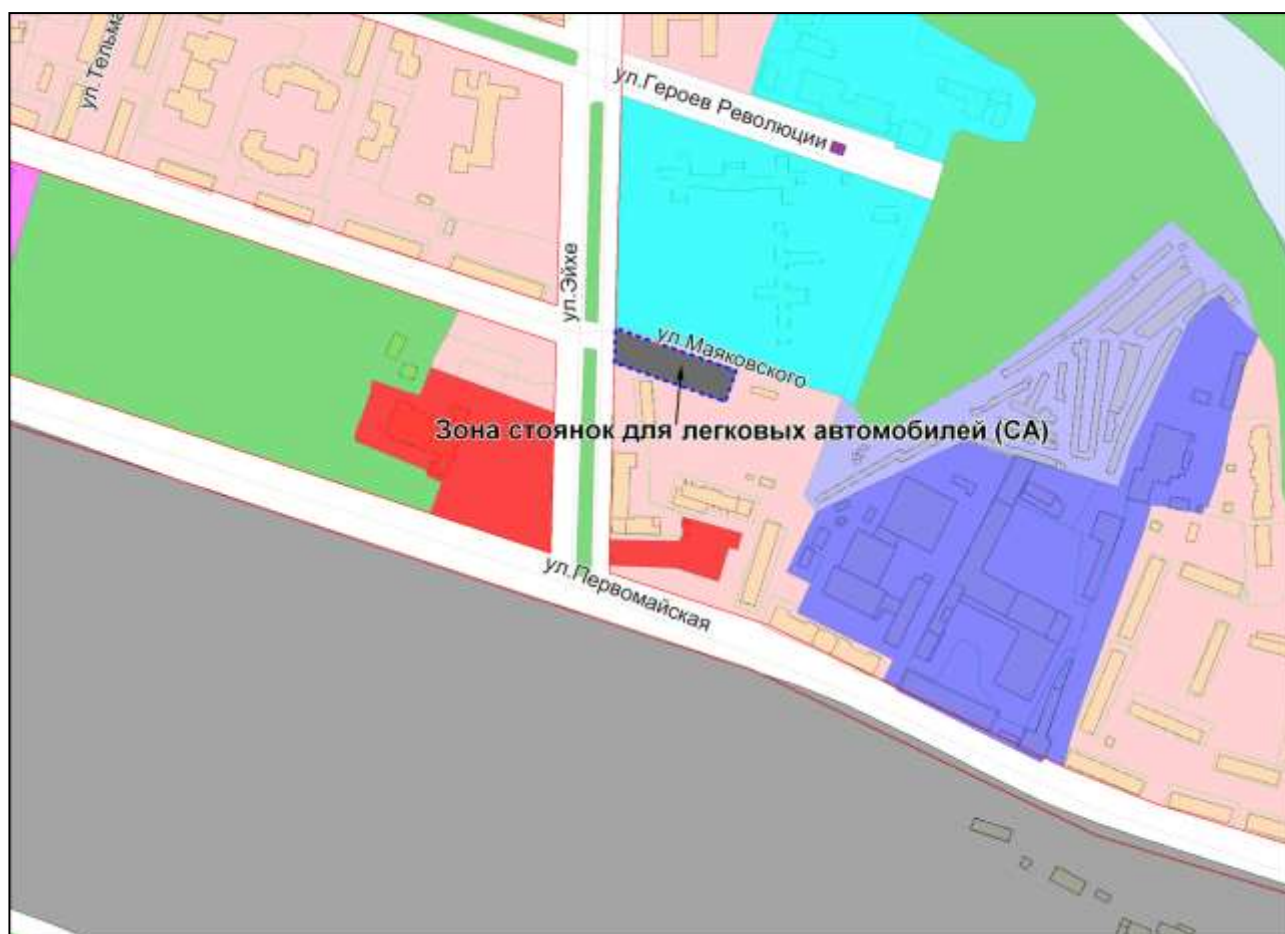 ул.Тельма
ул.Героев Революции
ул.Эйхе
ул.Маяковского
Зона стоянок для легковых автомобилей (СА)
ул.Первомайская